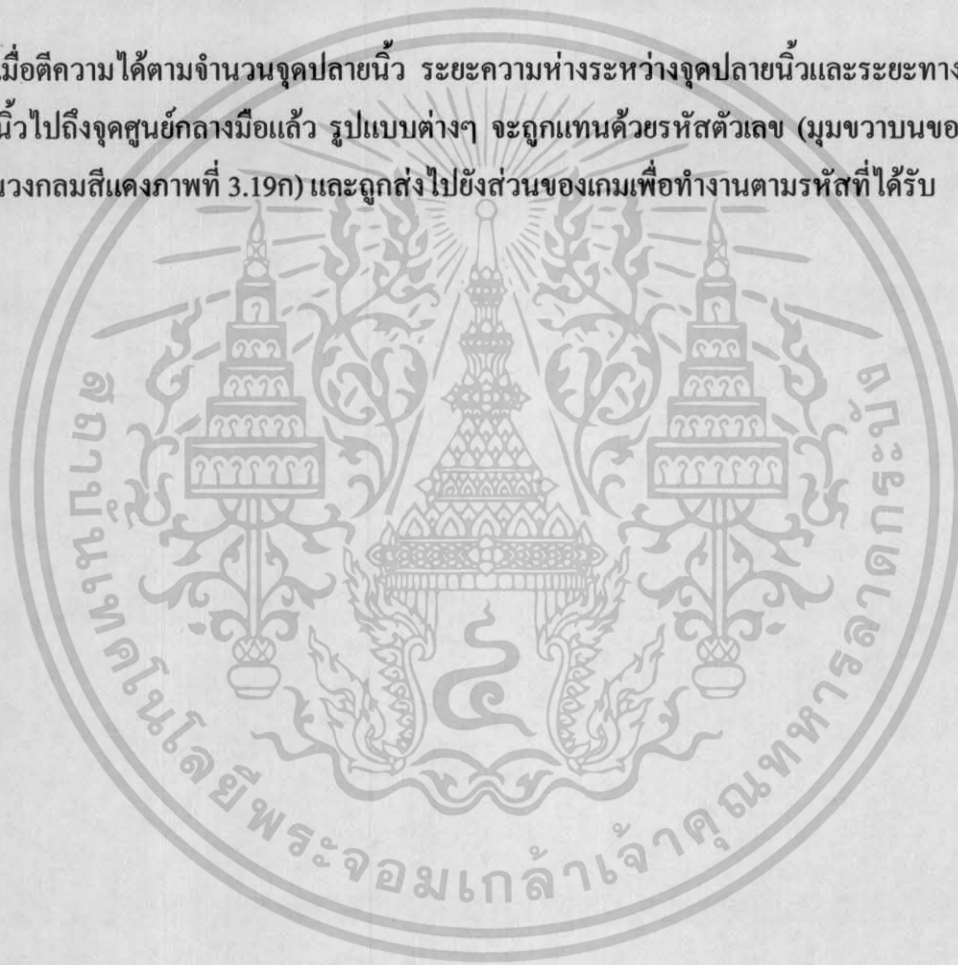 มื่อตีความได้ตามจำนวนจุดปลายนิ้ว ระยะความห่างระหว่างจุดปลายนิ้วและระยะทาง
นิ้วไปถึงจุดศูนย์กลางมือแล้ว รูปแบบต่างๆ จะถูกแทนด้วยรหัสตัวเลข (มุมขวาบนขอ
นวงกลมสีแดงภาพที่ 3.19ก) และถูกส่งไปยังส่วนของเกมเพื่อทำงานตามรหัสที่ได้รับ
สถาบันเทคโนโลยีพระจอมเกล้าเจ้าคุณทหารลาดกระบัง
๔